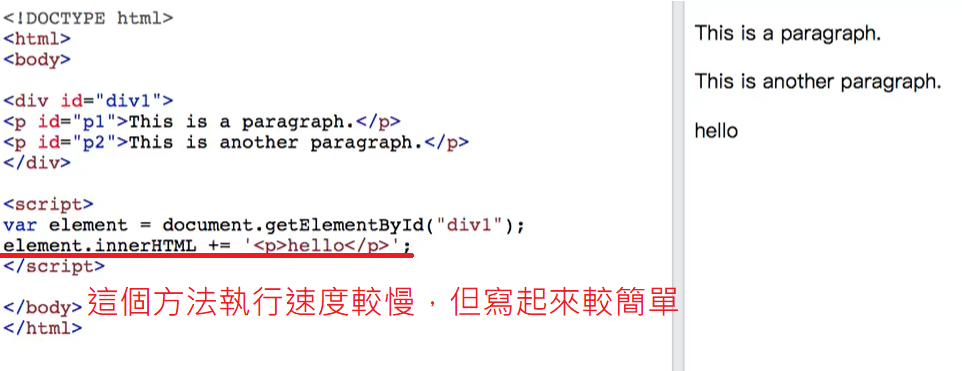 <!DOCTYPE html>
<html>
<body>
<div id="div1">
<p id="p1">This is a paragraph.</p>
<p id="p2">This is another paragraph.</p>
</div>
<script>
var element = document.getElementById("div1");
element.innerHTML += '<p>hello</p>';
</script>
</body>
這個方法執行速度較慢，但寫起來較簡單
</html>
This is a paragraph.
This is another paragraph.
hello